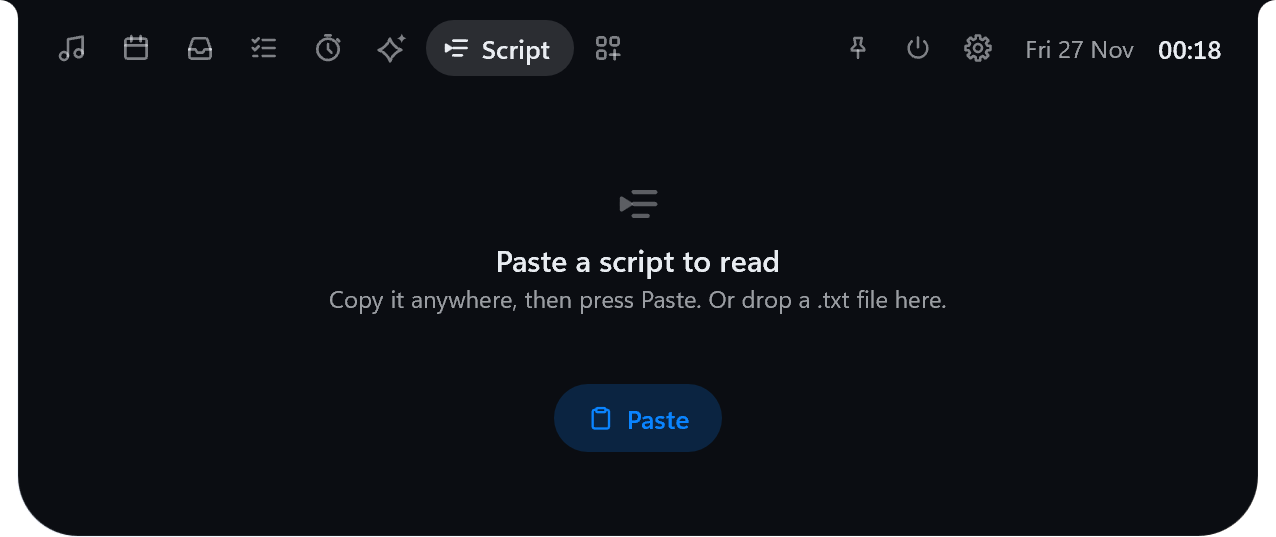 Script
Fri 27 Nov 00:18
Paste a script to read
Copy it anywhere, then press Paste. Or drop a .txt file here.
Paste